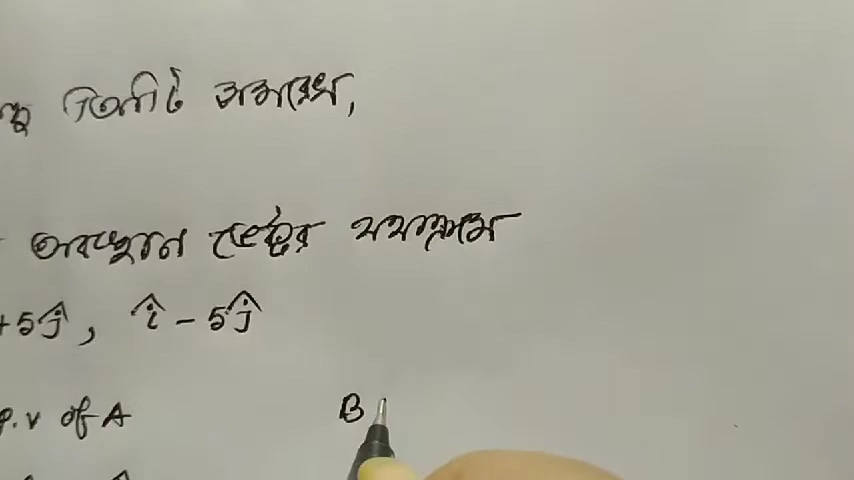 তিনটি সমরেখ,
অবস্থান ভেক্টর যথাক্রমে
+5ĵ, î - 5ĵ
P.V of A B